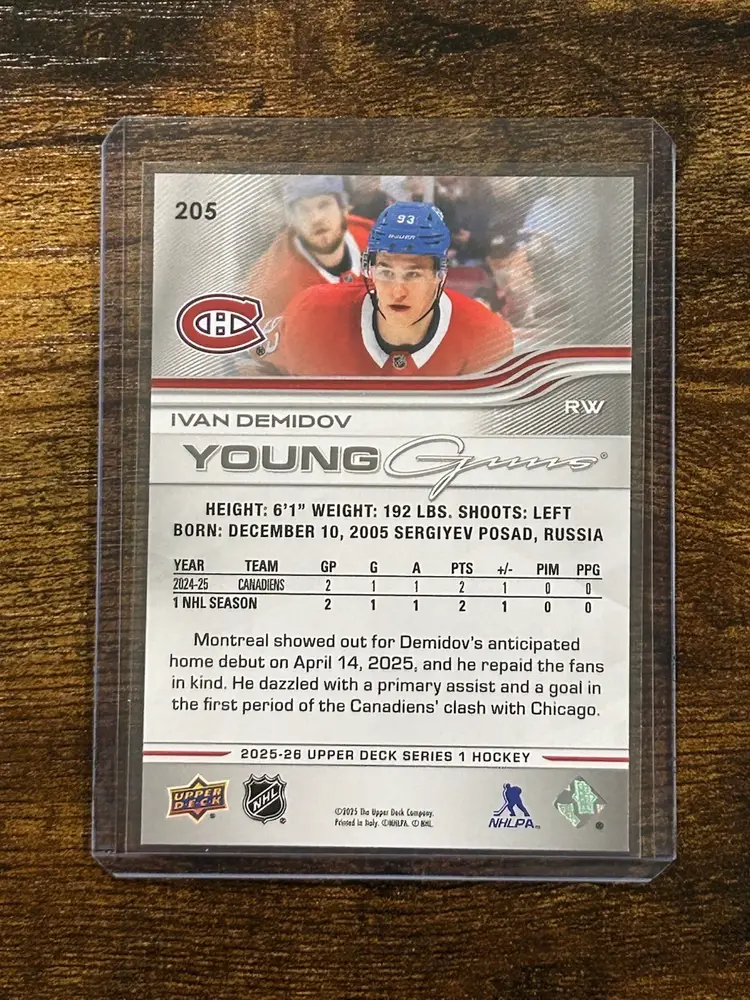 205
93
BAUER
93
RW
IVAN DEMIDOV
YOUNG Guns®
HEIGHT: 6'1" WEIGHT: 192 LBS. SHOOTS: LEFT
BORN: DECEMBER 10, 2005 SERGIYEV POSAD, RUSSIA
YEAR TEAM GP G A PTS +/- PIM PPG
2024-25 CANADIENS 2 1 1 2 1 0 0
1 NHL SEASON 2 1 1 2 1 0 0
Montreal showed out for Demidov's anticipated
home debut on April 14, 2025, and he repaid the fans
in kind. He dazzled with a primary assist and a goal in
the first period of the Canadiens' clash with Chicago.
2025-26 UPPER DECK SERIES 1 HOCKEY
UPPER DECK
NHL
©2025 The Upper Deck Company.
Printed in Italy. ©NHLPA. © NHL.
NHLPA